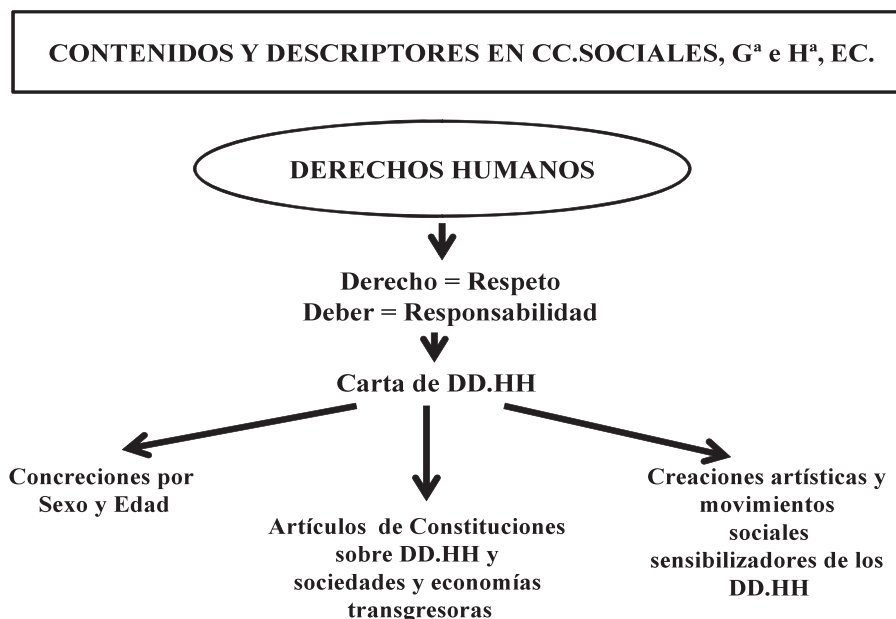 CONTENIDOS Y DESCRIPTORES EN CC.SOCIALES, Gª e Hª, EC.
DERECHOS HUMANOS
Derecho = Respeto
Deber = Responsabilidad
Carta de DD.HH
Concreciones por
Sexo y Edad
Artículos de Constituciones
sobre DD.HH y
sociedades y economías
transgresoras
Creaciones artísticas y
movimientos
sociales
sensibilizadores de los
DD.HH